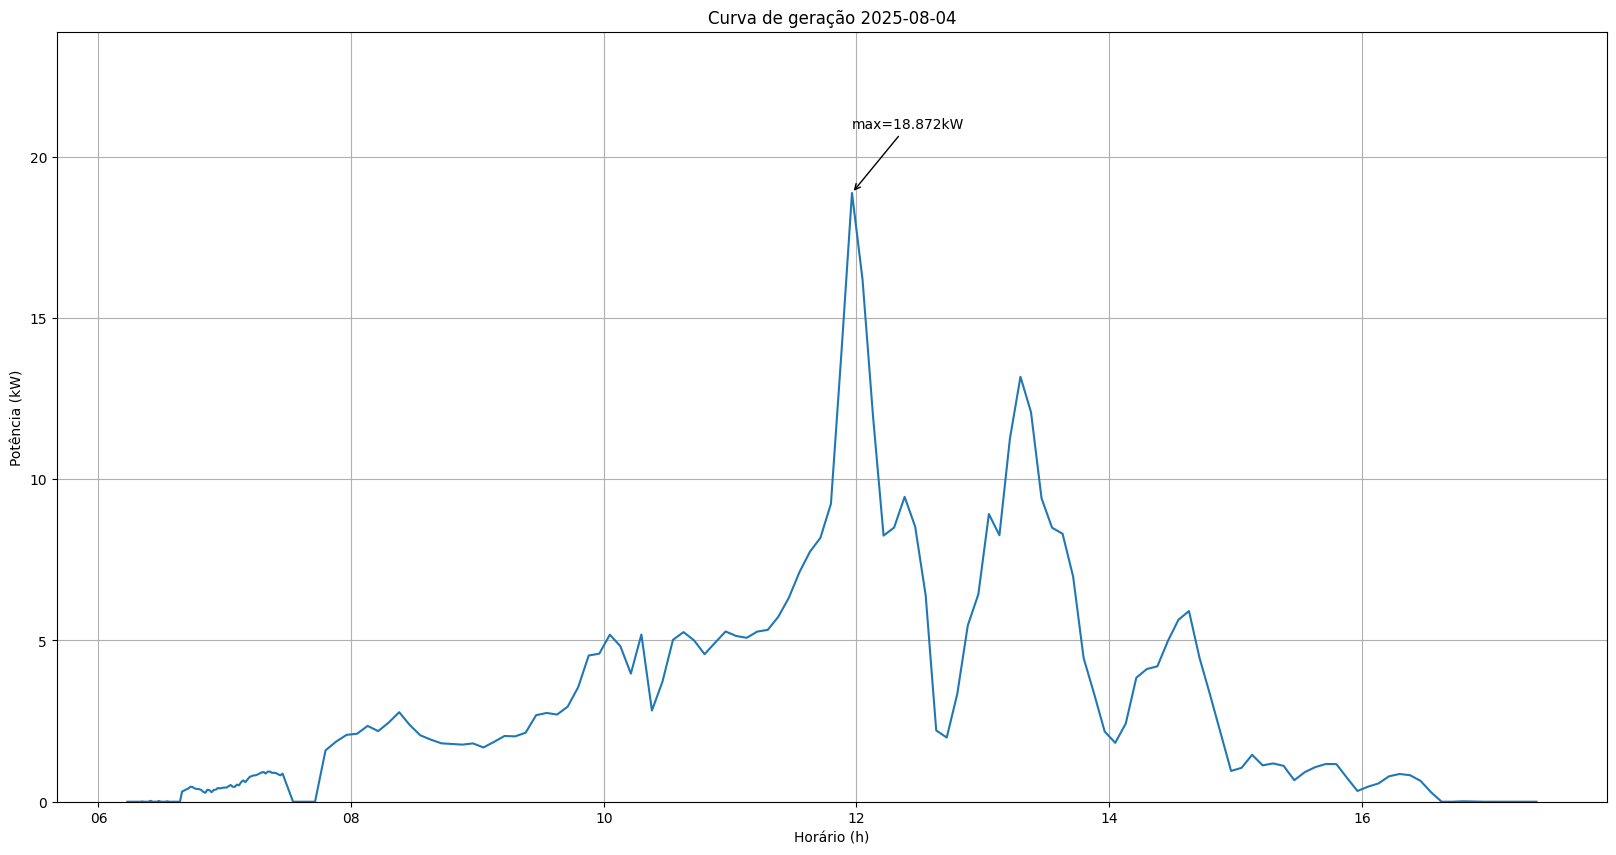 Curva de geração 2025-08-04
max=18.872kW
20
15
10
5
0
Potência (kW)
06 08 10 12 14 16
Horário (h)